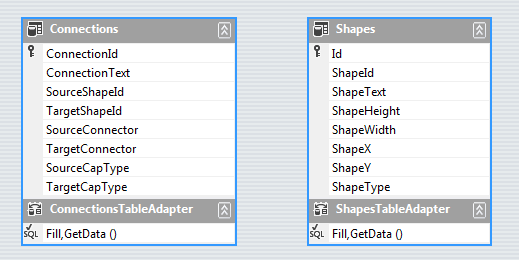 Connections
ConnectionId
ConnectionText
SourceShapeId
TargetShapeId
SourceConnector
TargetConnector
SourceCapType
TargetCapType
ConnectionsTableAdapter
SQL
Fill,GetData ()
Shapes
Id
ShapeId
ShapeText
ShapeHeight
ShapeWidth
ShapeX
ShapeY
ShapeType
ShapesTableAdapter
SQL
Fill,GetData ()